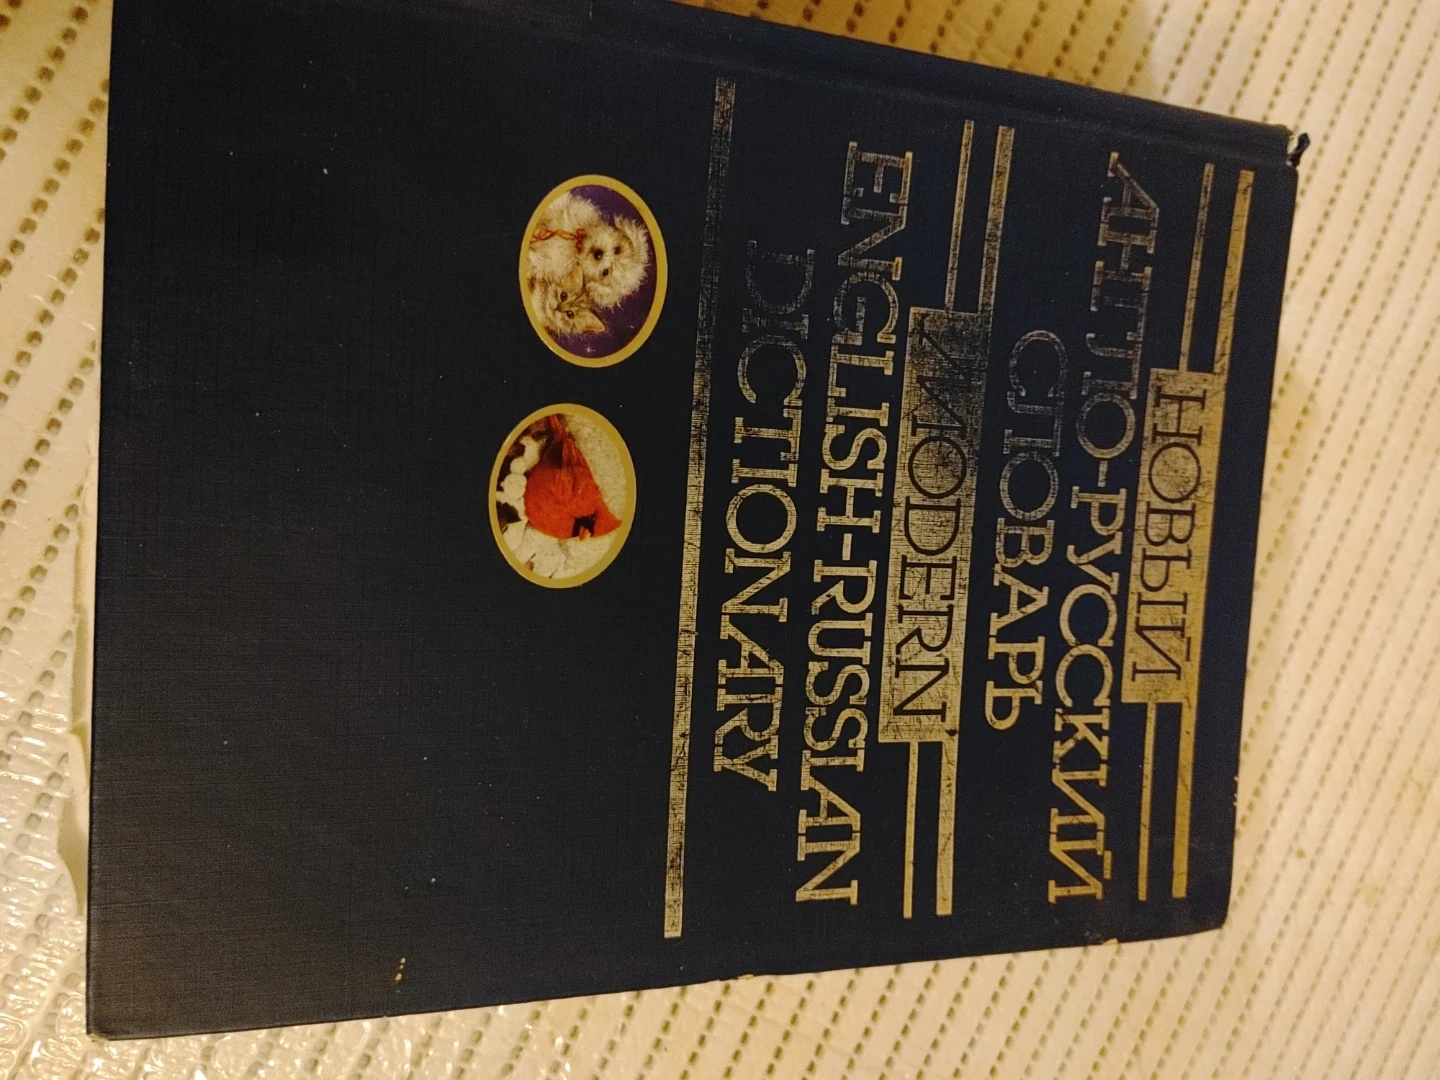 НОВЫЙ
АНГЛО-РУССКИЙ
СЛОВАРЬ
MODERN
ENGLISH-RUSSIAN
DICTIONARY